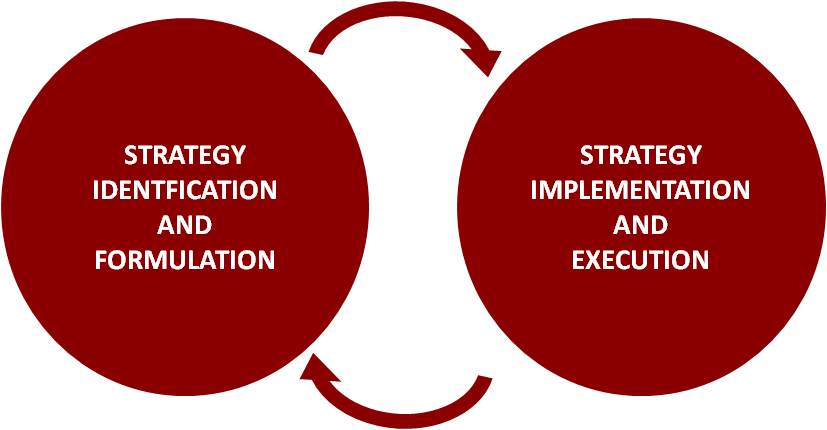 STRATEGY
IDENTFICATION
AND
FORMULATION
STRATEGY
IMPLEMENTATION
AND
EXECUTION